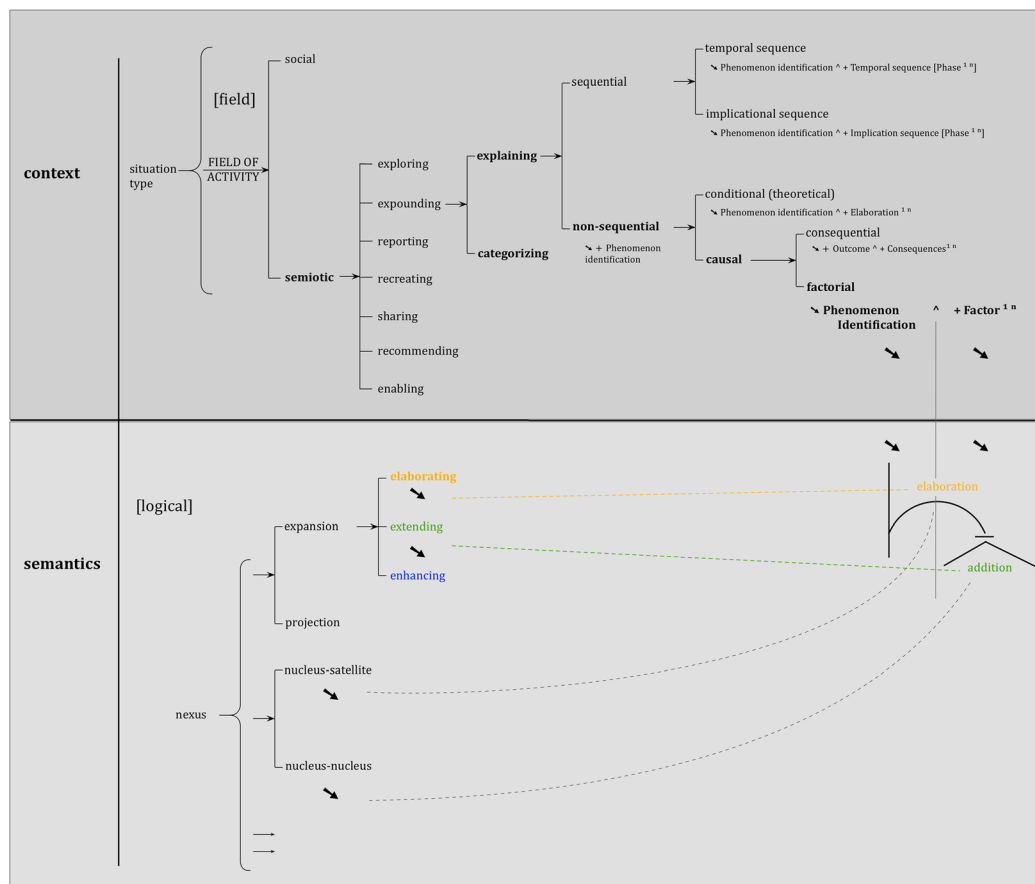 context
situation
type
[field]
FIELD OF
ACTIVITY
social
semiotic
exploring
expounding
reporting
recreating
sharing
recommending
enabling
explaining
categorizing
sequential
non-sequential
➘ + Phenomenon
identification
temporal sequence
➘ Phenomenon identification ^ + Temporal sequence [Phase ¹ ⁿ]
implicational sequence
➘ Phenomenon identification ^ + Implication sequence [Phase ¹ ⁿ]
conditional (theoretical)
➘ Phenomenon identification ^ + Elaboration ¹ ⁿ
causal
consequential
➘ + Outcome ^ + Consequences¹ ⁿ
factorial
➘ Phenomenon ^ + Factor ¹ ⁿ
Identification
semantics
[logical]
nexus
expansion
projection
elaborating
extending
enhancing
nucleus-satellite
nucleus-nucleus
elaboration
addition